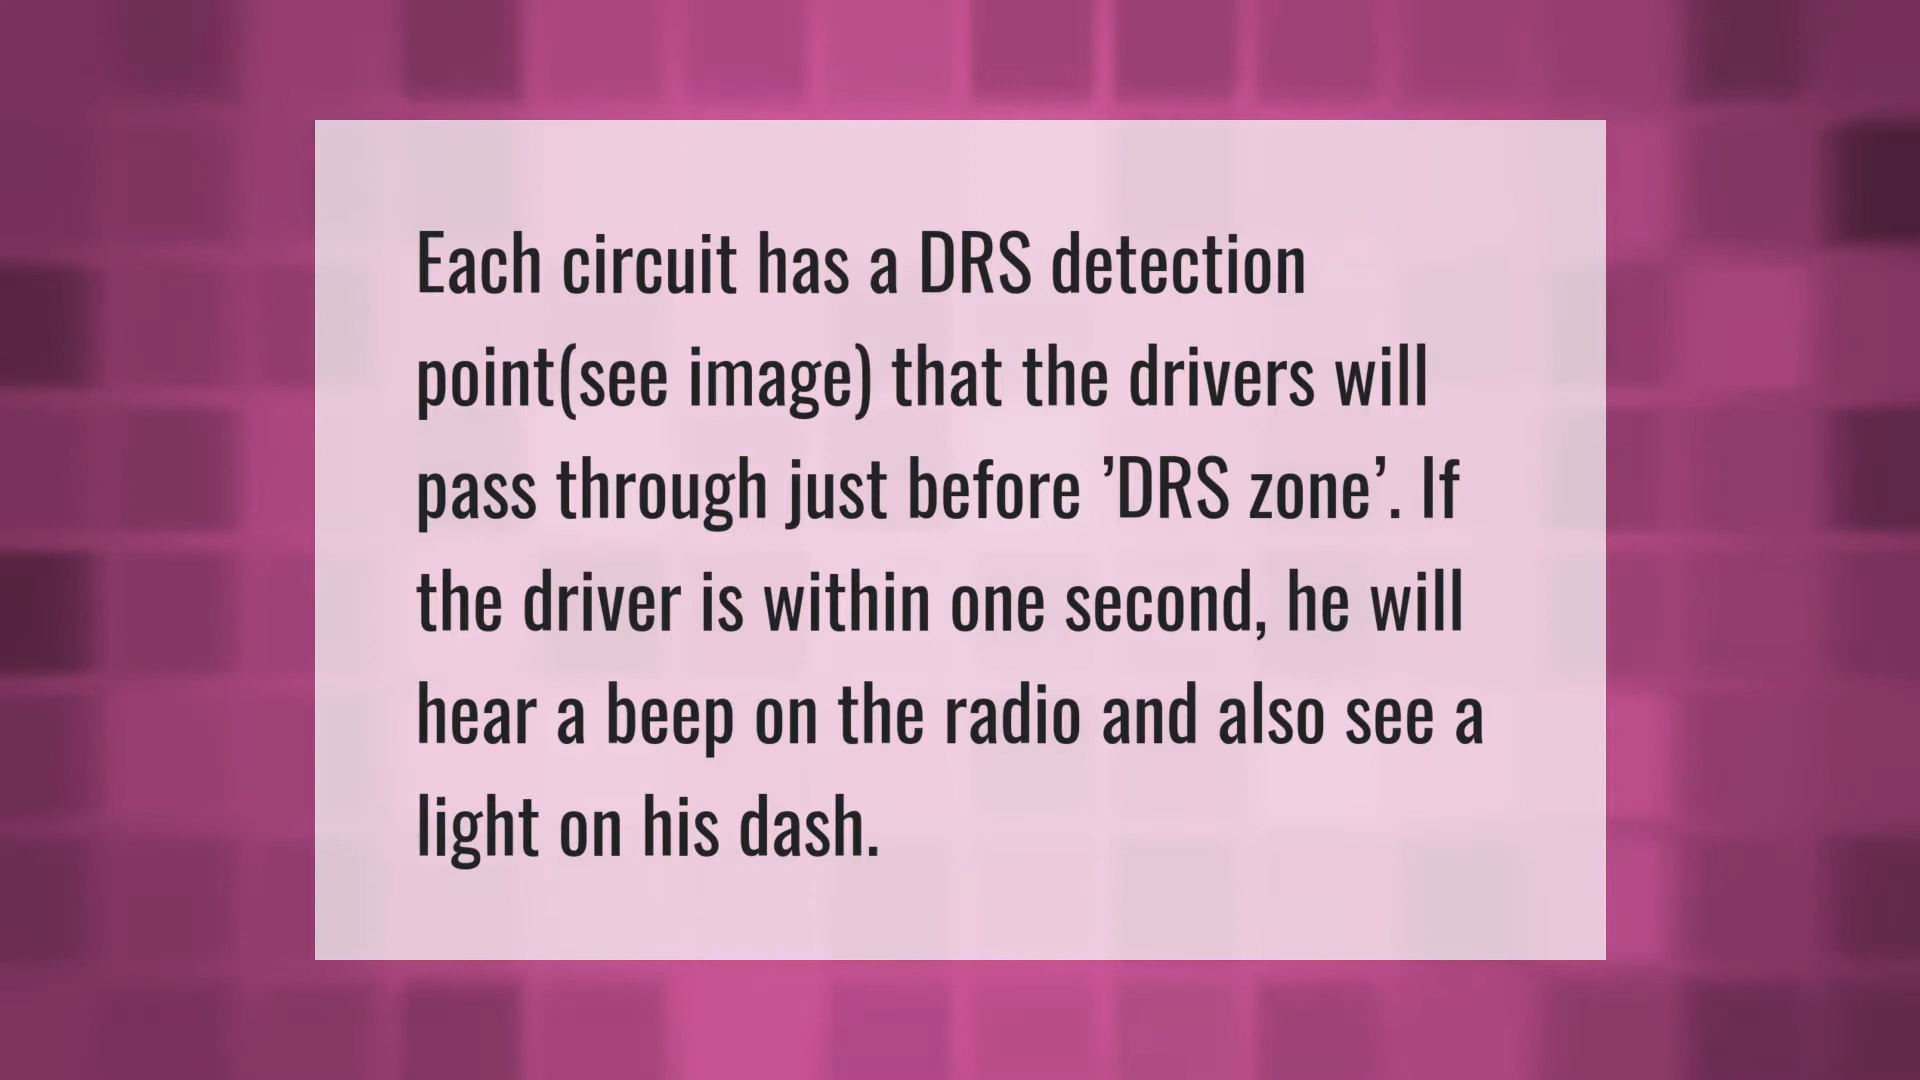 Each circuit has a DRS detection
point(see image) that the drivers will
pass through just before ’DRS zone’. If
the driver is within one second, he will
hear a beep on the radio and also see a
light on his dash.